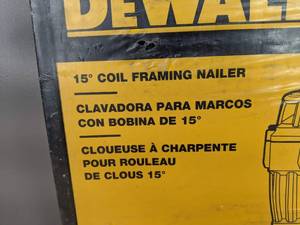 DEWALT
15° COIL FRAMING NAILER
CLAVADORA PARA MARCOS
CON BOBINA DE 15°
CLOUEUSE À CHARPENTE
POUR ROULEAU
DE CLOUS 15°